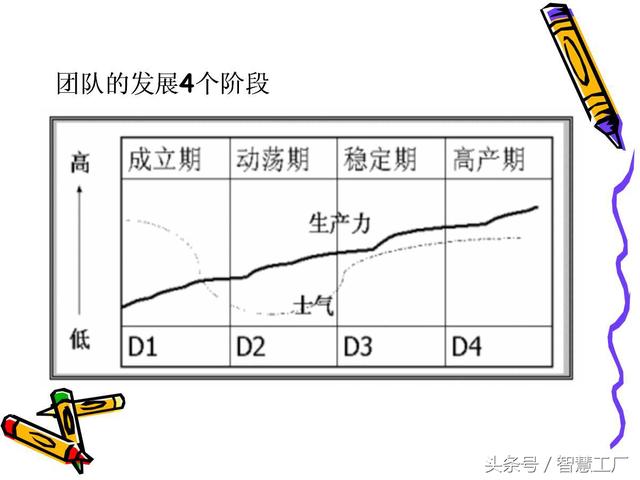 团队的发展4个阶段
高 成立期 动荡期 稳定期 高产期
生产力
士气
低 D1 D2 D3 D4
头条号 / 智慧工厂